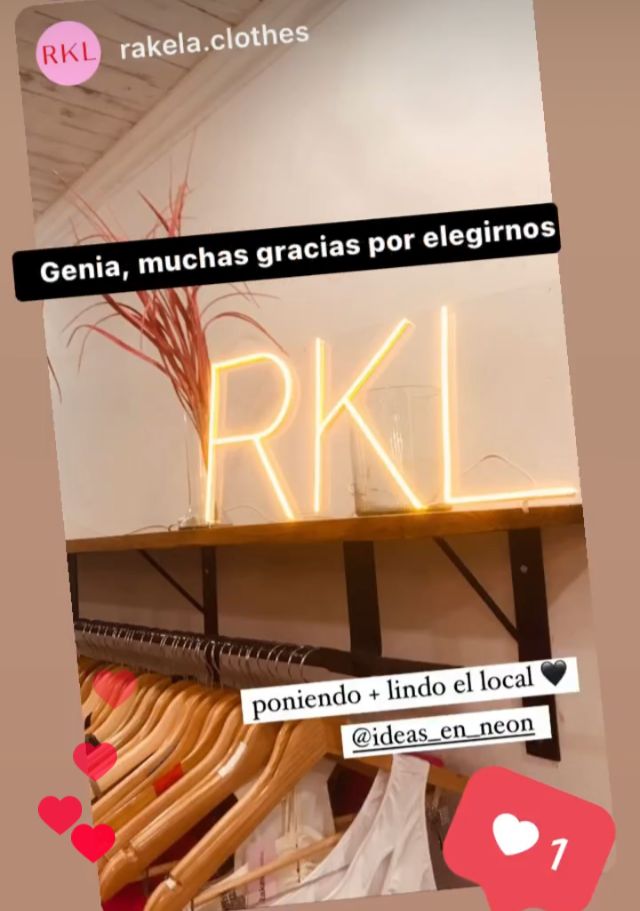 RKL rakela.clothes
Genia, muchas gracias por elegirnos
RKL
poniendo + lindo el local 🖤
@ideas_en_neon
1